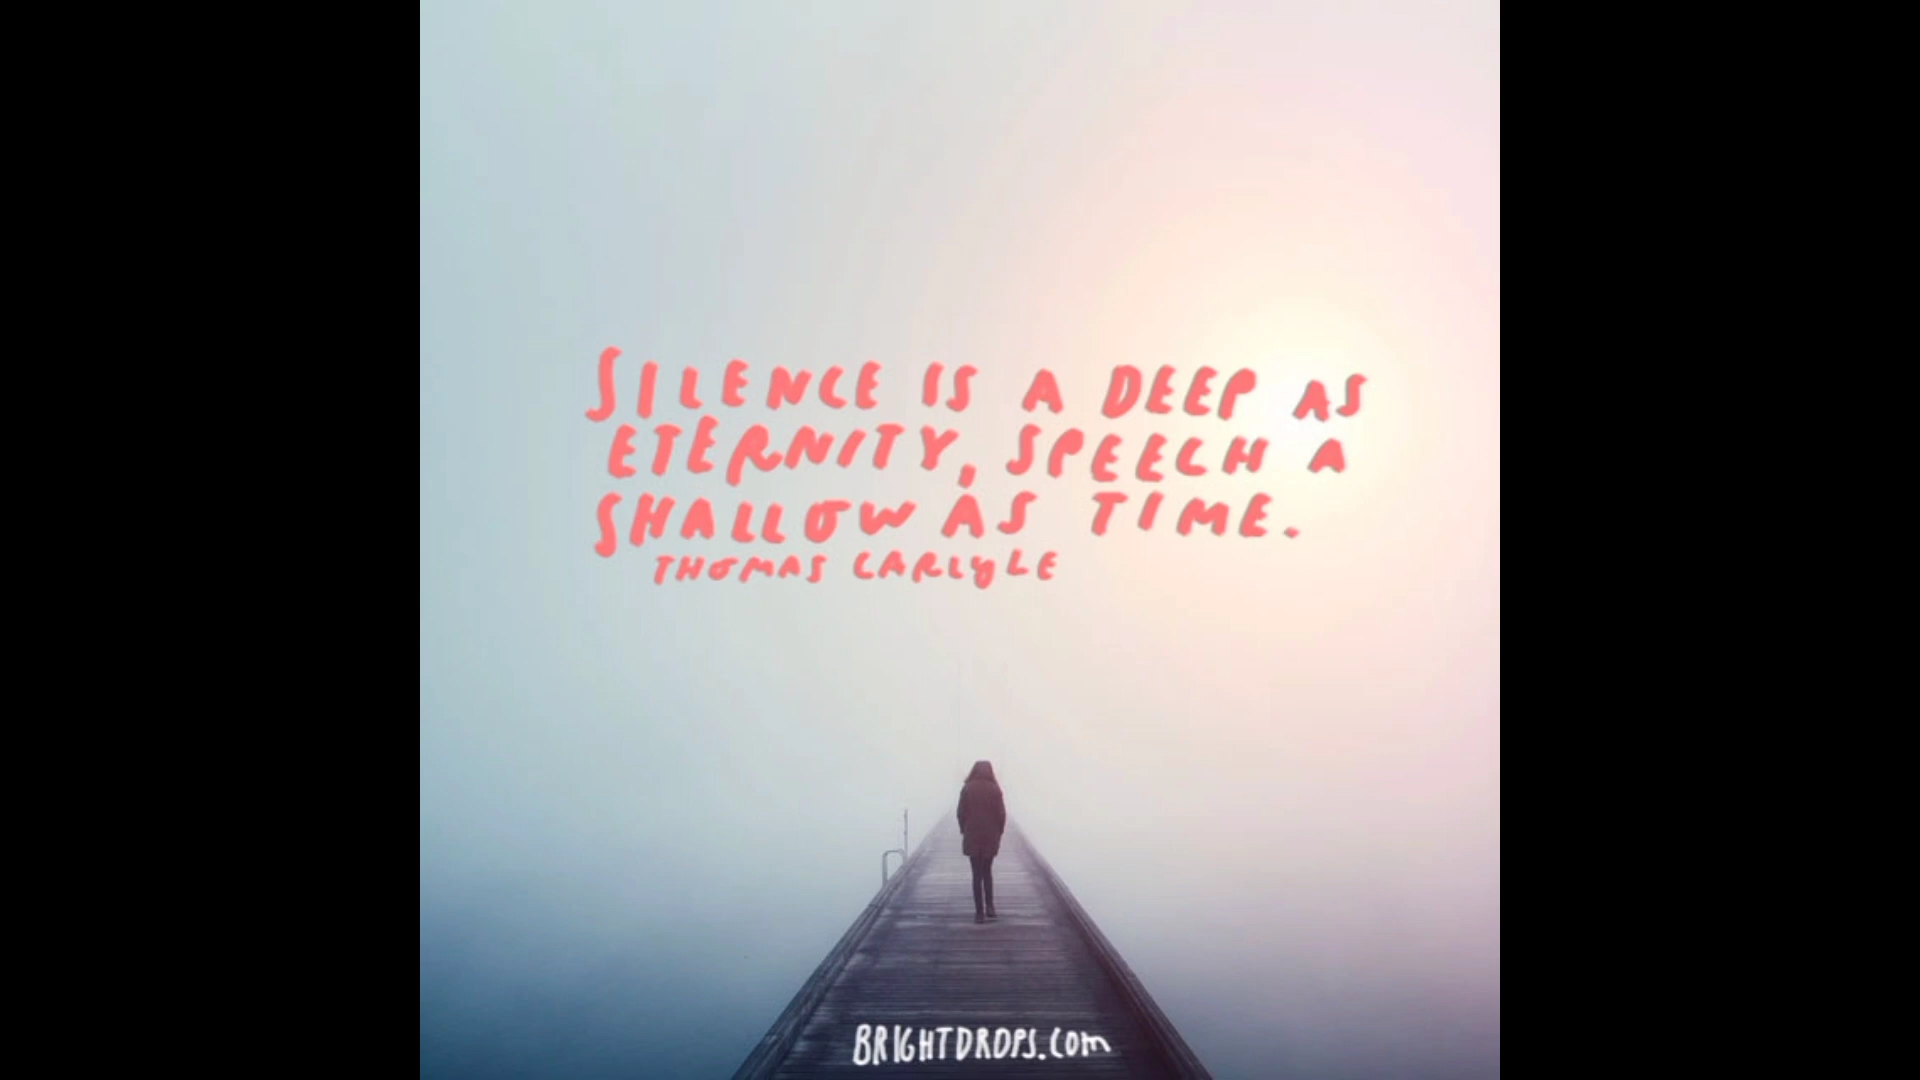 SILENCE IS A DEEP AS
ETERNITY, SPEECH A
SHALLOW AS TIME.
THOMAS CARLYLE
BRIGHTDROPS.COM